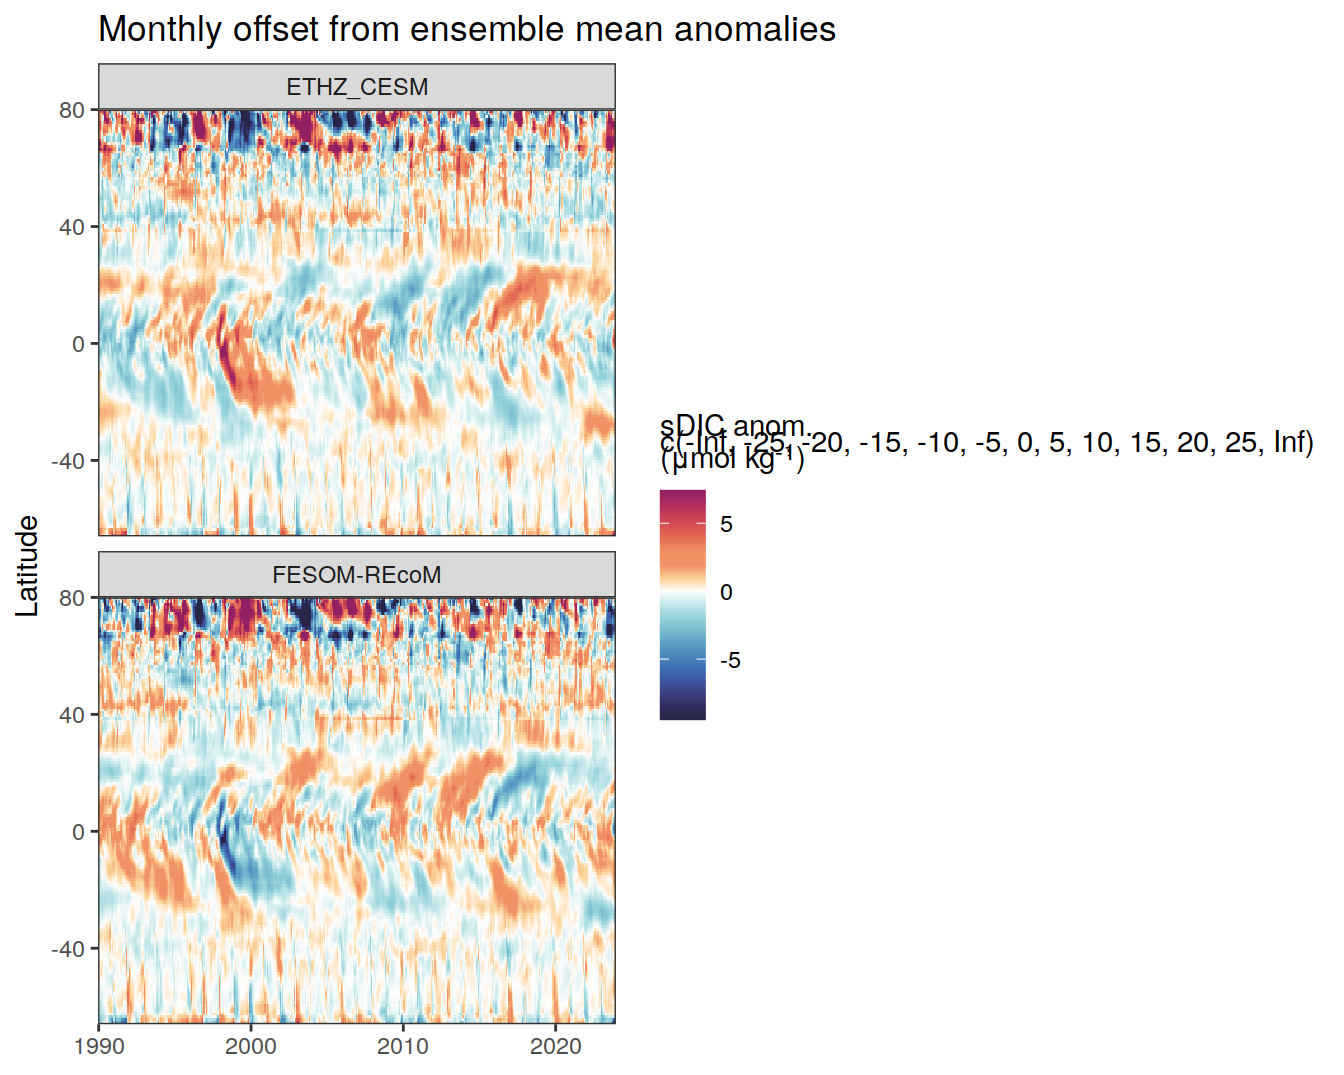 Monthly offset from ensemble mean anomalies
ETHZ_CESM
80
40
0
-40
Latitude
FESOM-REcoM
80
40
0
-40
1990 2000 2010 2020
sDIC anom.
c(-Inf, -25, -20, -15, -10, -5, 0, 5, 10, 15, 20, 25, Inf)
(µmol kg⁻¹)
5
0
-5